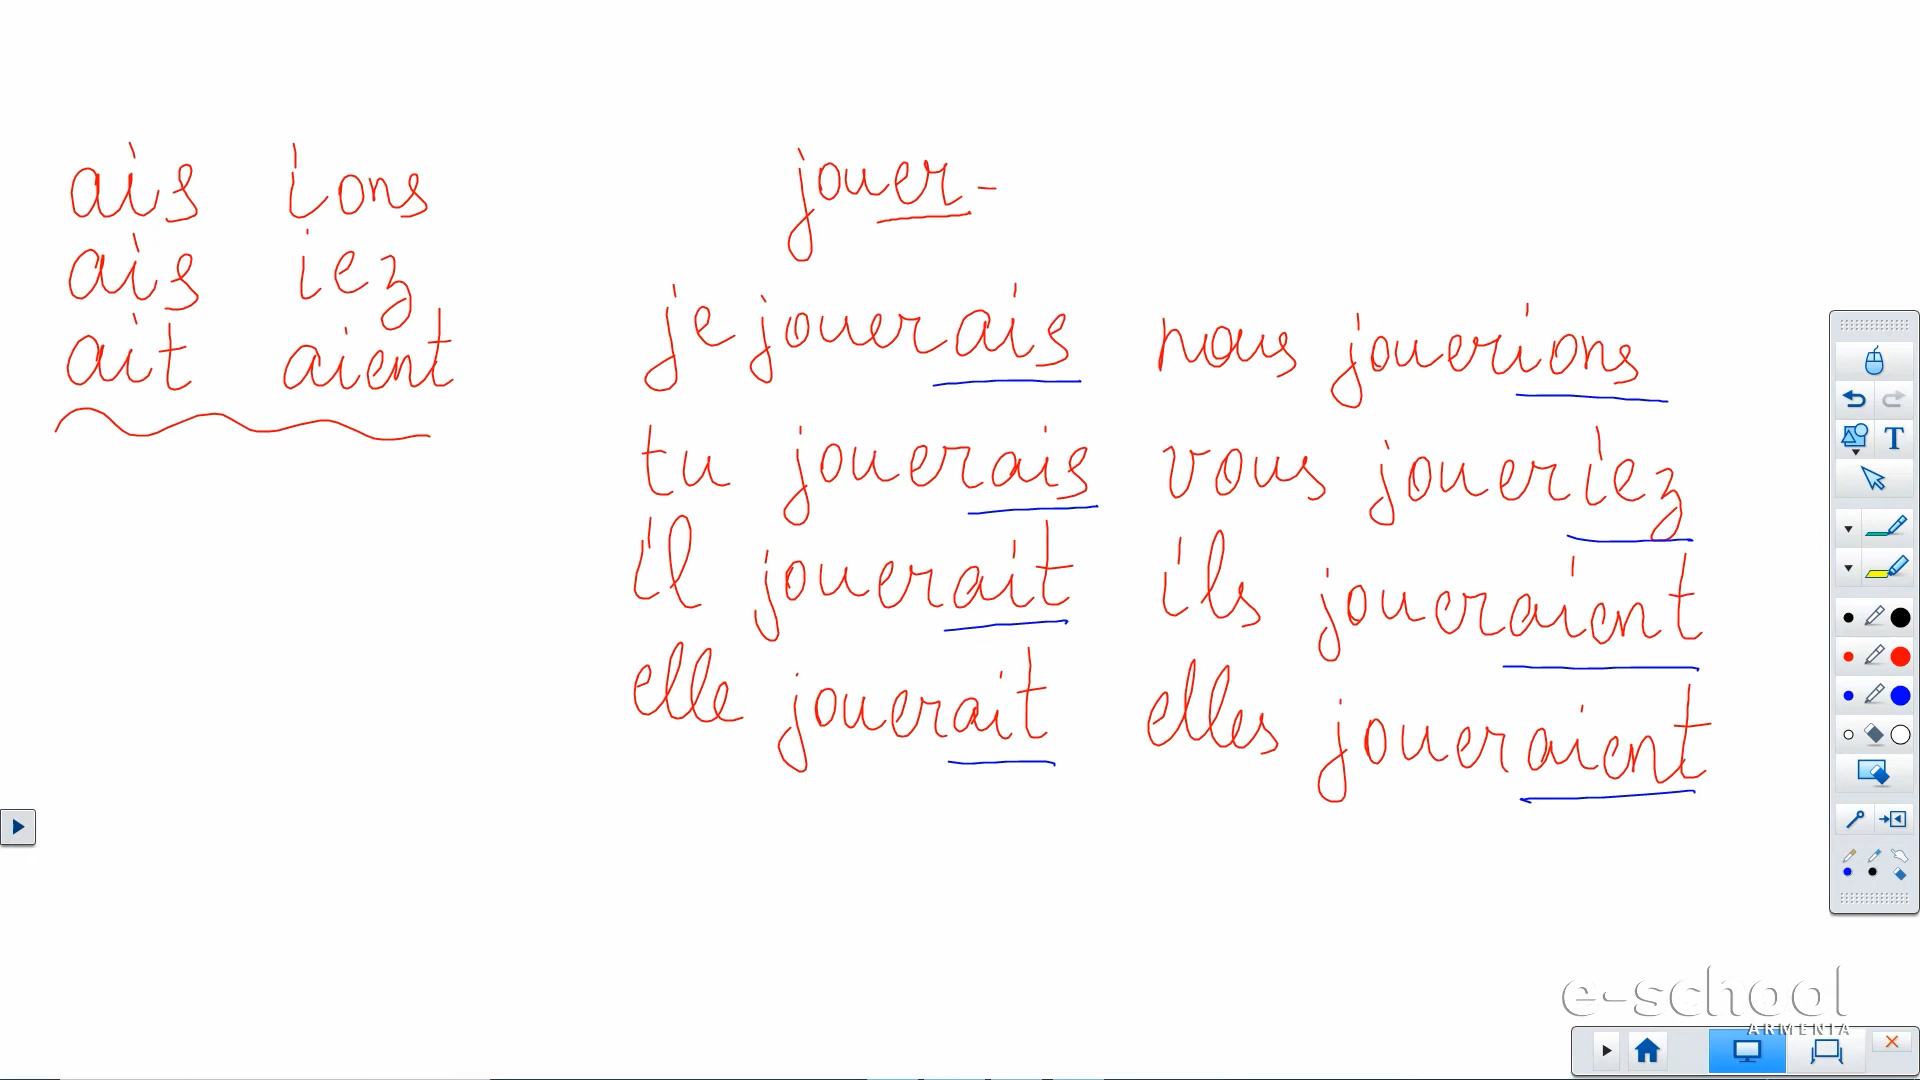 ais ions
ais iez
ait aient
jouer -
je jouerais
tu jouerais
il jouerait
elle jouerait
nous jouerions
vous joueriez
ils joueraient
elles joueraient
T
e-school
ARMENIA